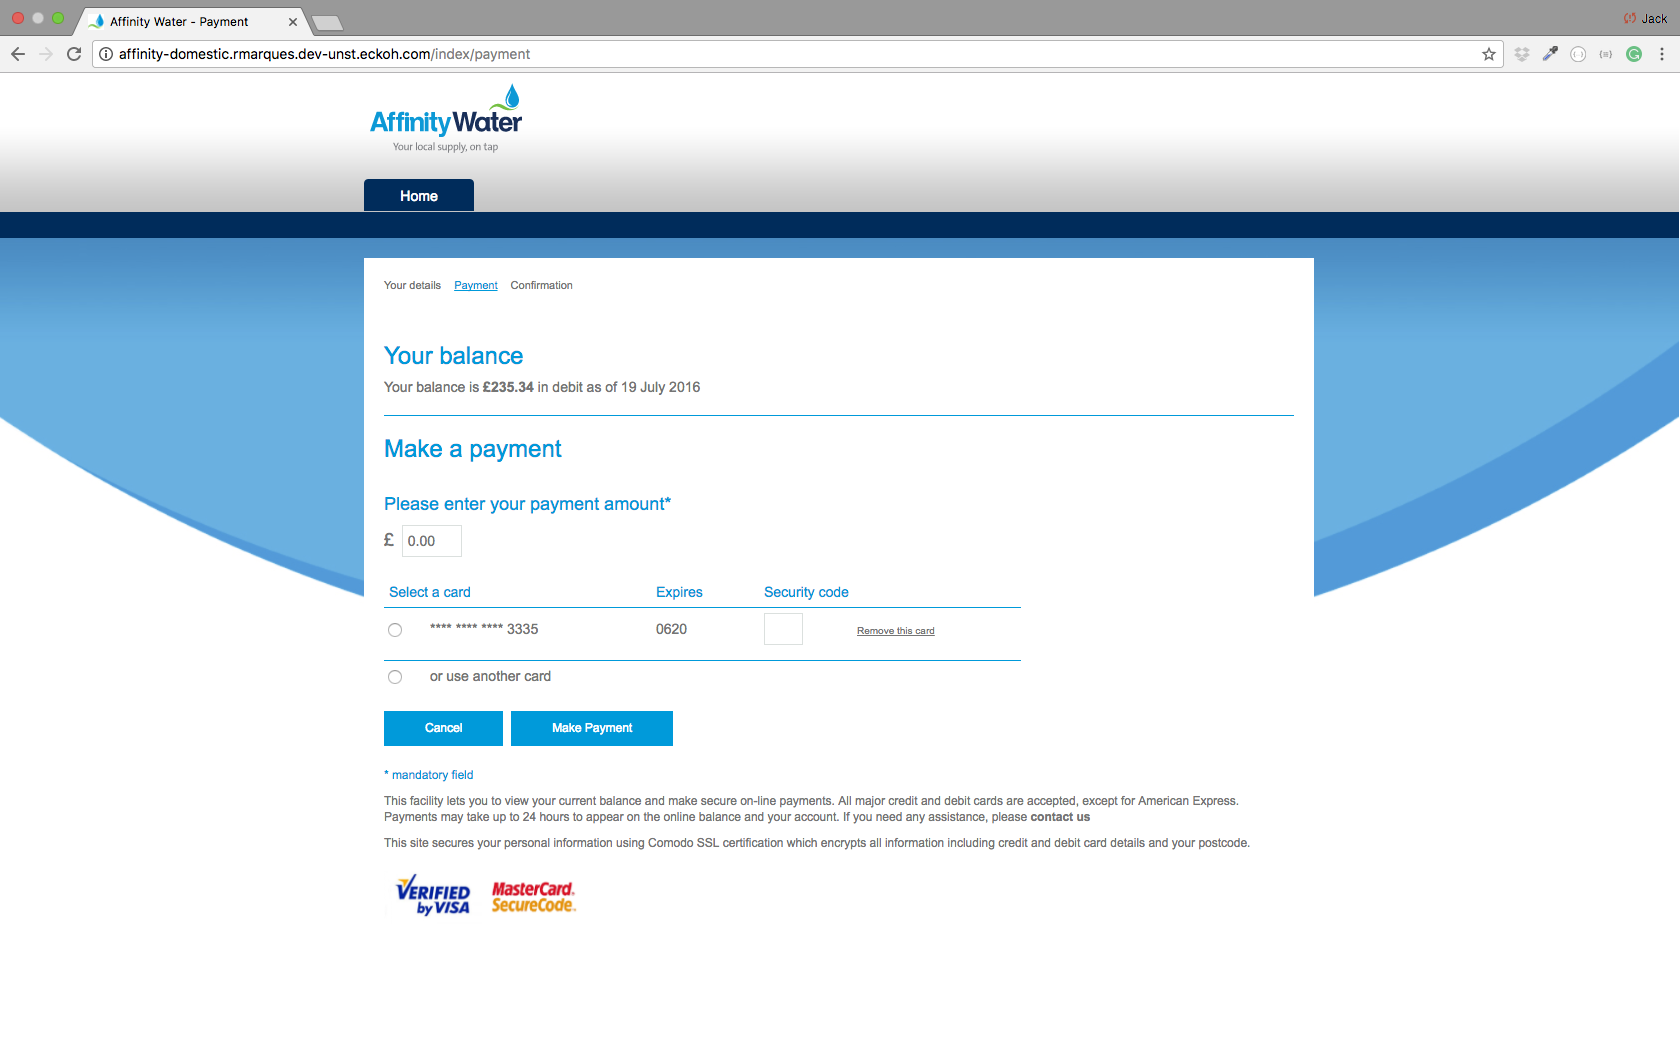 Affinity Water - Payment
Jack
affinity-domestic.rmarques.dev-unst.eckoh.com/index/payment
AffinityWater
Your local supply, on tap
Home
Your details Payment Confirmation
Your balance
Your balance is £235.34 in debit as of 19 July 2016
Make a payment
Please enter your payment amount*
£ 0.00
Select a card Expires Security code
**** **** **** 3335 0620 Remove this card
or use another card
Cancel Make Payment
* mandatory field
This facility lets you to view your current balance and make secure on-line payments. All major credit and debit cards are accepted, except for American Express.
Payments may take up to 24 hours to appear on the online balance and your account. If you need any assistance, please contact us
This site secures your personal information using Comodo SSL certification which encrypts all information including credit and debit card details and your postcode.
VERIFIED MasterCard.
by VISA SecureCode.